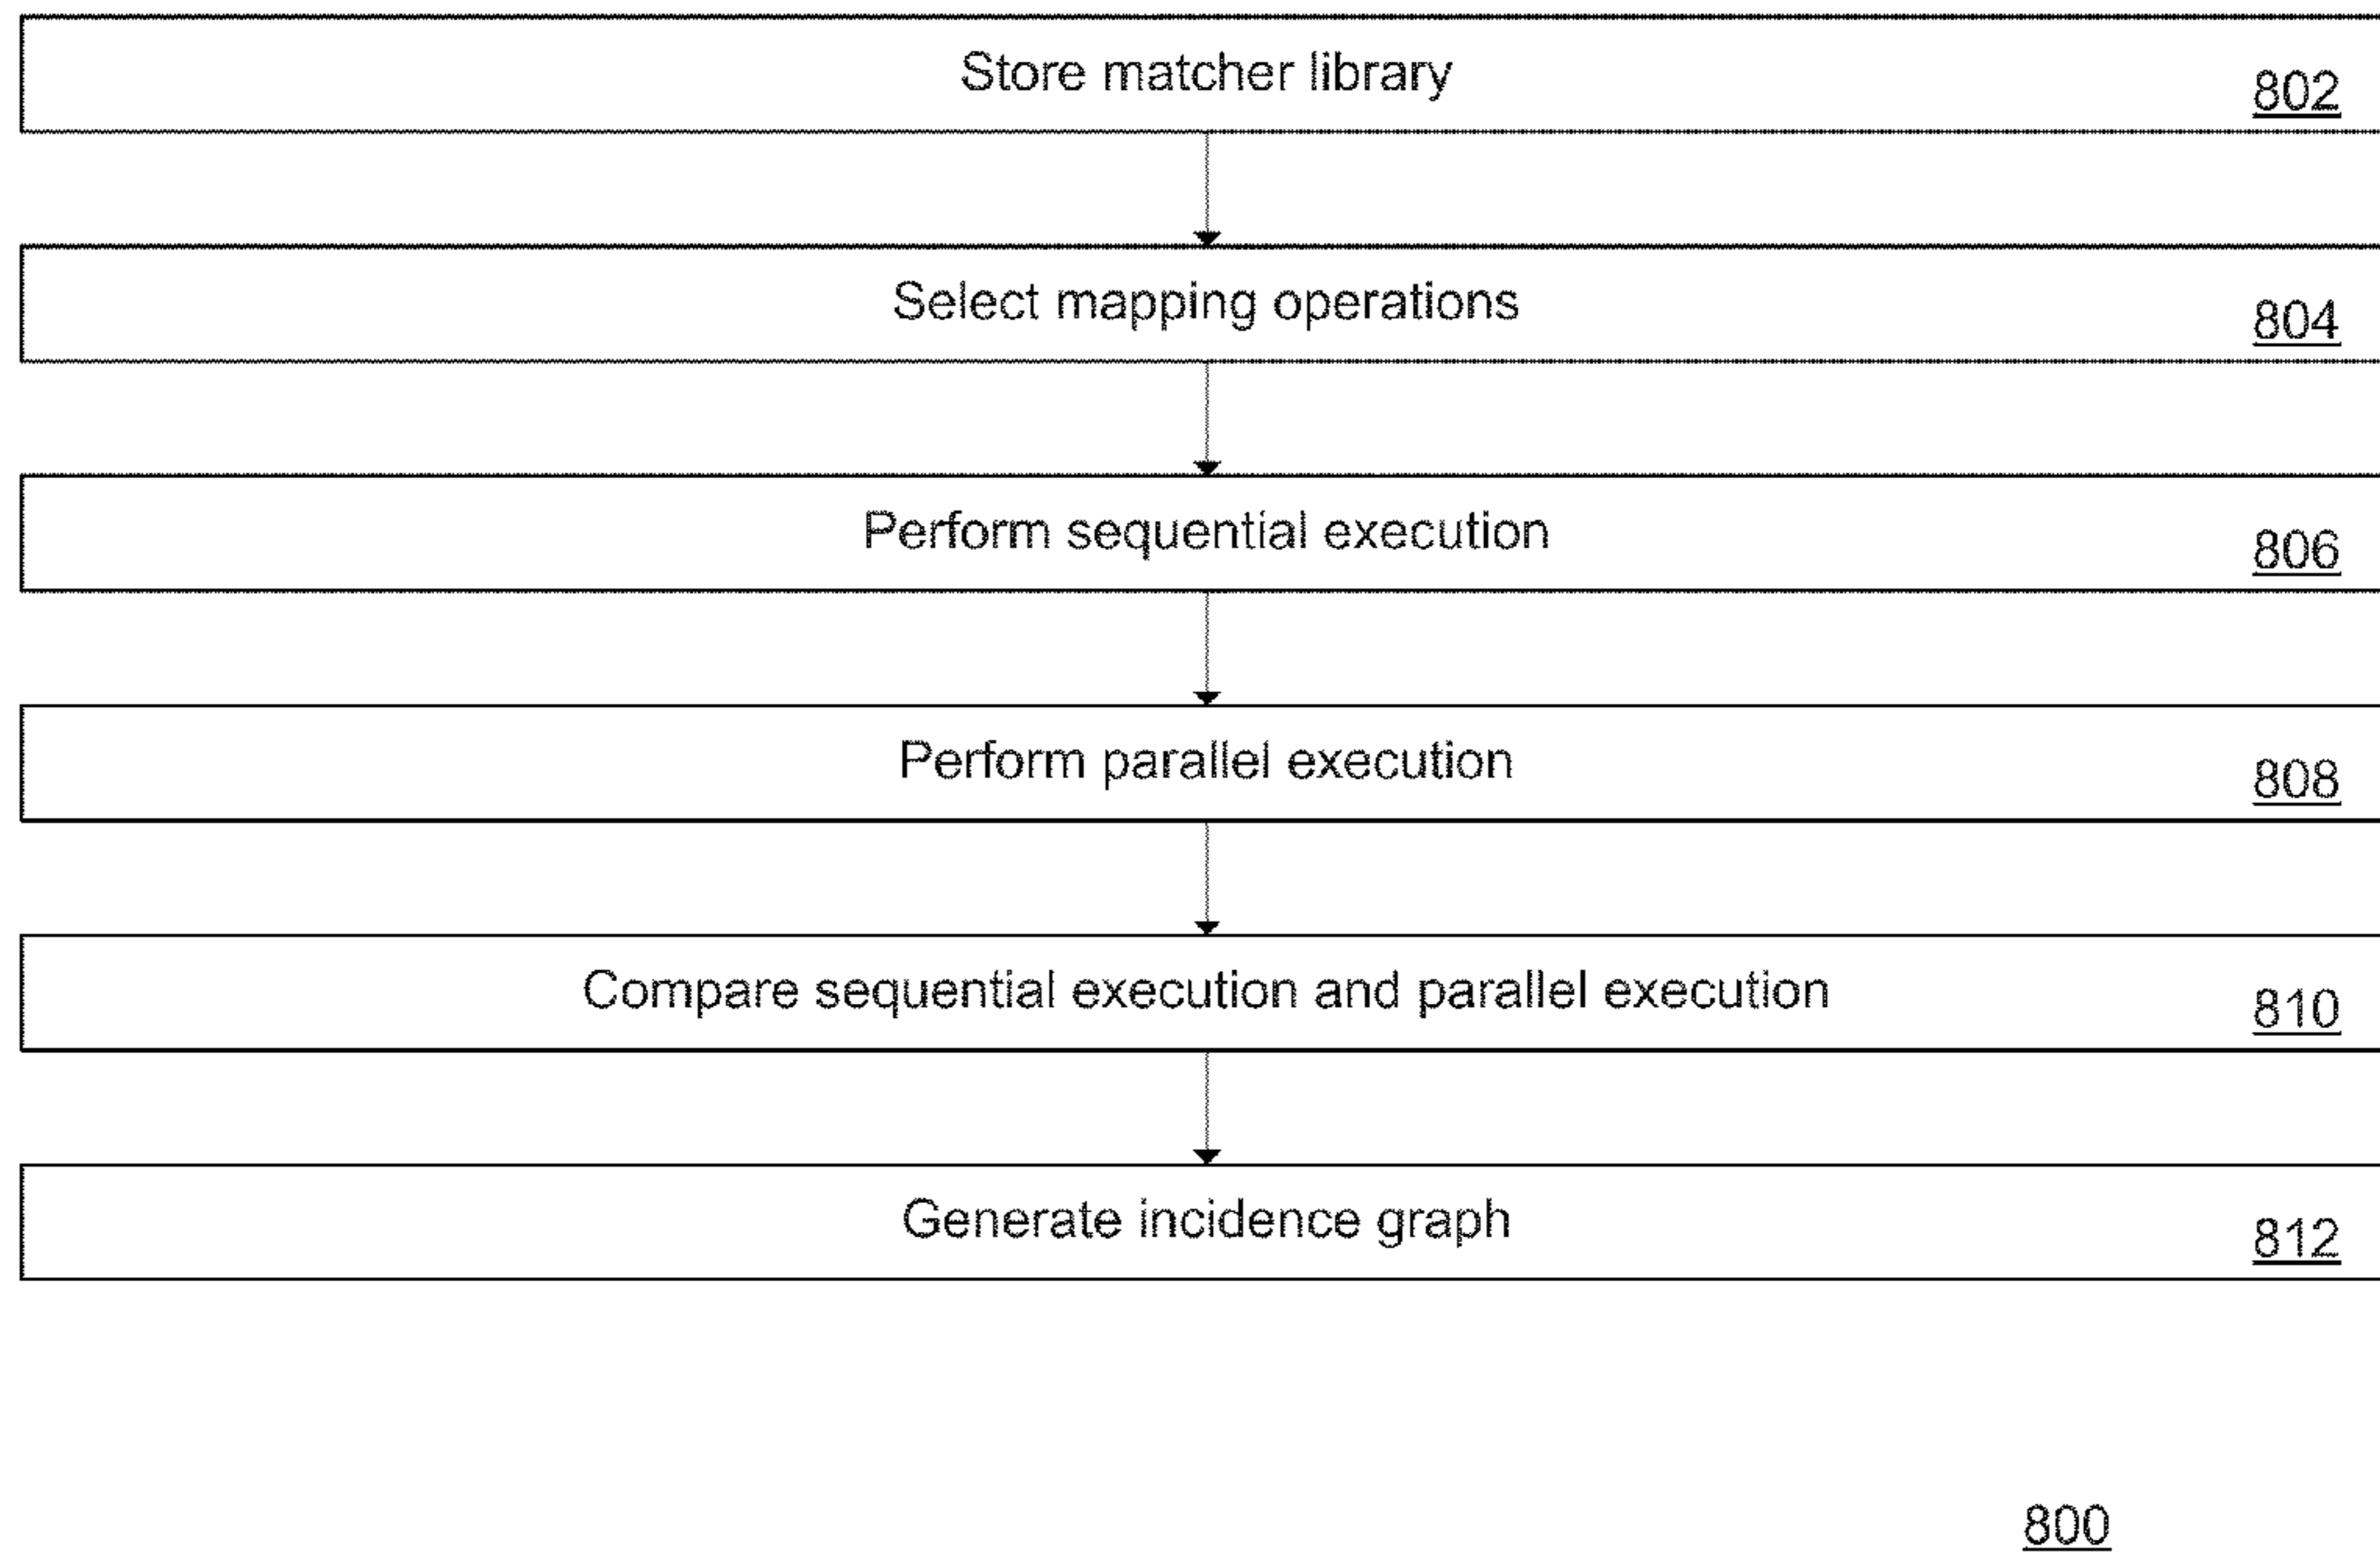 Store matcher library
802
Select mapping operations
804
Perform sequential execution
806
Perform parallel execution
808
Compare sequential execution and parallel execution
810
Generate incidence graph
812
800